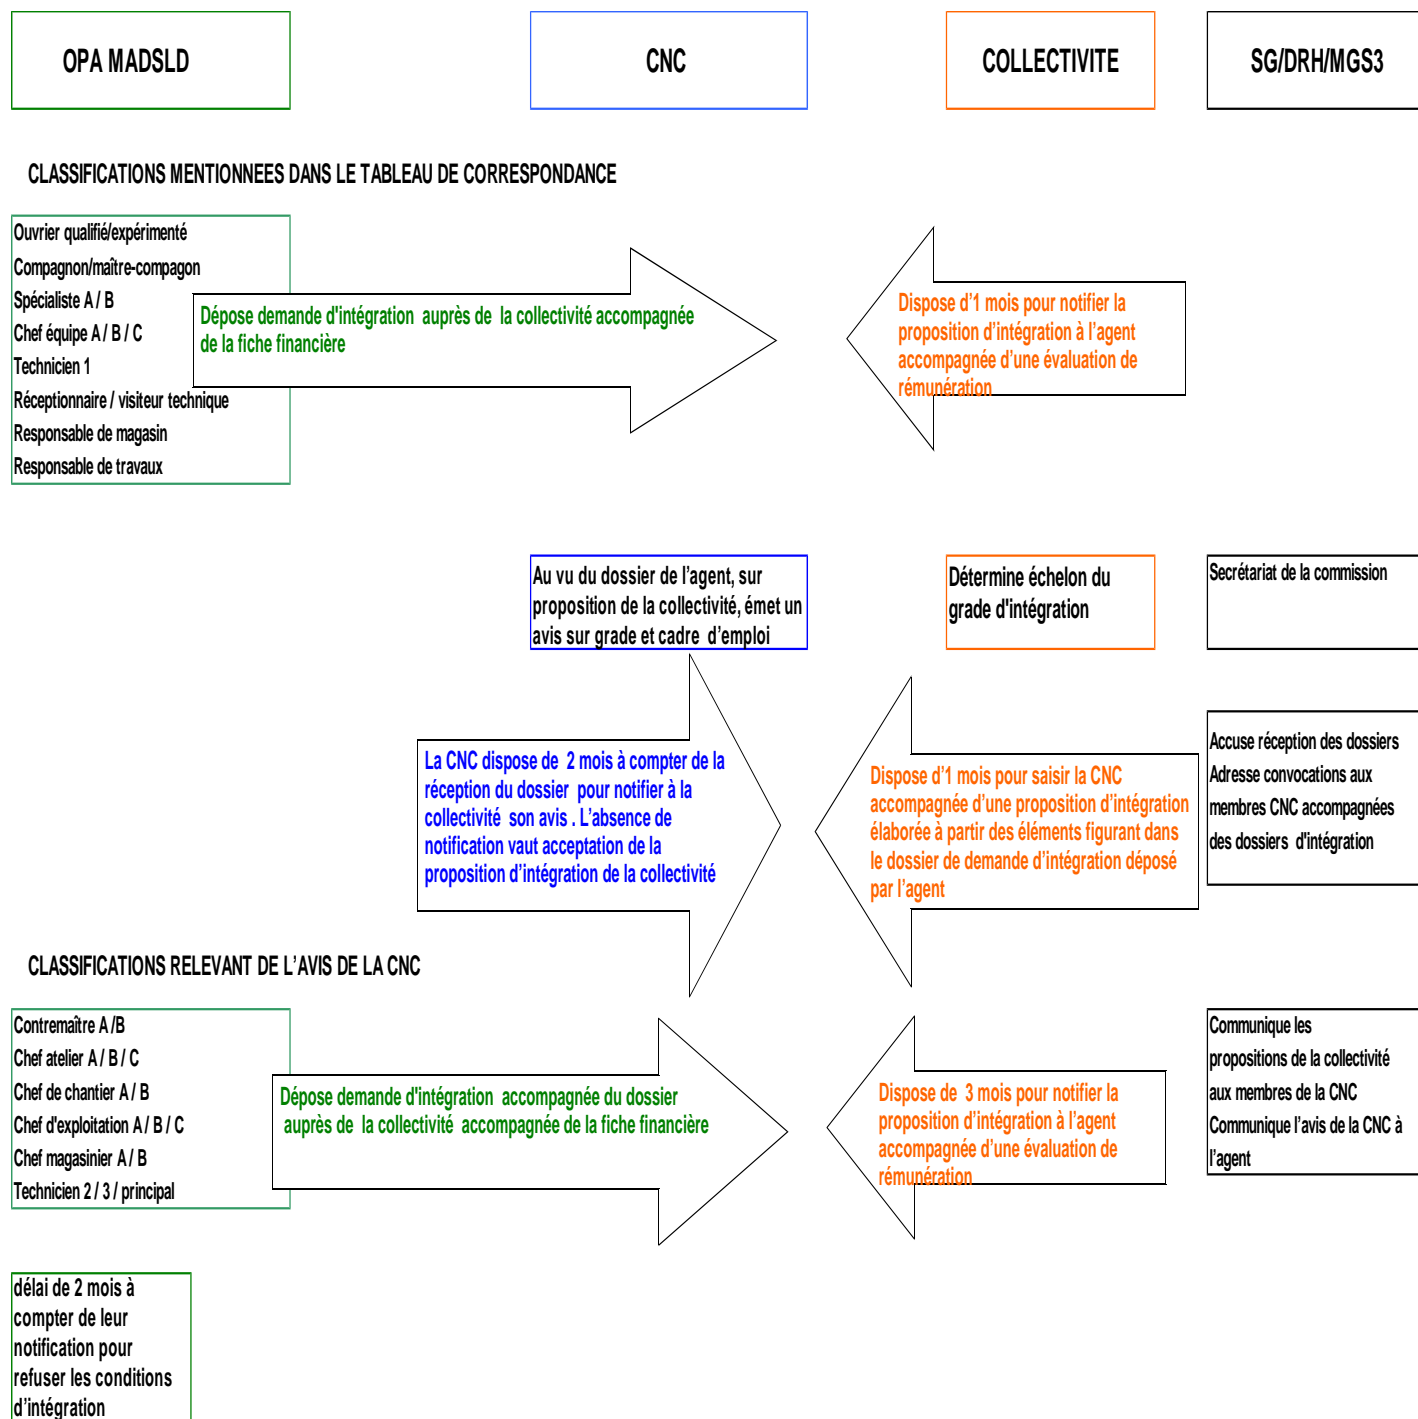 OPA MADSLD
CNC
COLLECTIVITE
SG/DRH/MGS3
CLASSIFICATIONS MENTIONNEES DANS LE TABLEAU DE CORRESPONDANCE
Ouvrier qualifié/expérimenté
Compagnon/maître-compagon
Spécialiste A / B
Chef équipe A / B / C
Technicien 1
Réceptionnaire / visiteur technique
Responsable de magasin
Responsable de travaux
Dépose demande d'intégration auprès de la collectivité accompagnée
de la fiche financière
Dispose d’1 mois pour notifier la
proposition d’intégration à l’agent
accompagnée d’une évaluation de
rémunération
Au vu du dossier de l’agent, sur
proposition de la collectivité, émet un
avis sur grade et cadre d’emploi
Détermine échelon du
grade d'intégration
Secrétariat de la commission
La CNC dispose de 2 mois à compter de la
réception du dossier pour notifier à la
collectivité son avis . L’absence de
notification vaut acceptation de la
proposition d’intégration de la collectivité
Dispose d’1 mois pour saisir la CNC
accompagnée d’une proposition d’intégration
élaborée à partir des éléments figurant dans
le dossier de demande d’intégration déposé
par l’agent
Accuse réception des dossiers
Adresse convocations aux
membres CNC accompagnées
des dossiers d'intégration
CLASSIFICATIONS RELEVANT DE L’AVIS DE LA CNC
Contremaître A /B
Chef atelier A / B / C
Chef de chantier A / B
Chef d'exploitation A / B / C
Chef magasinier A / B
Technicien 2 / 3 / principal
Dépose demande d'intégration accompagnée du dossier
auprès de la collectivité accompagnée de la fiche financière
Dispose de 3 mois pour notifier la
proposition d’intégration à l’agent
accompagnée d’une évaluation de
rémunération
Communique les
propositions de la collectivité
aux membres de la CNC
Communique l’avis de la CNC à
l’agent
délai de 2 mois à
compter de leur
notification pour
refuser les conditions
d’intégration